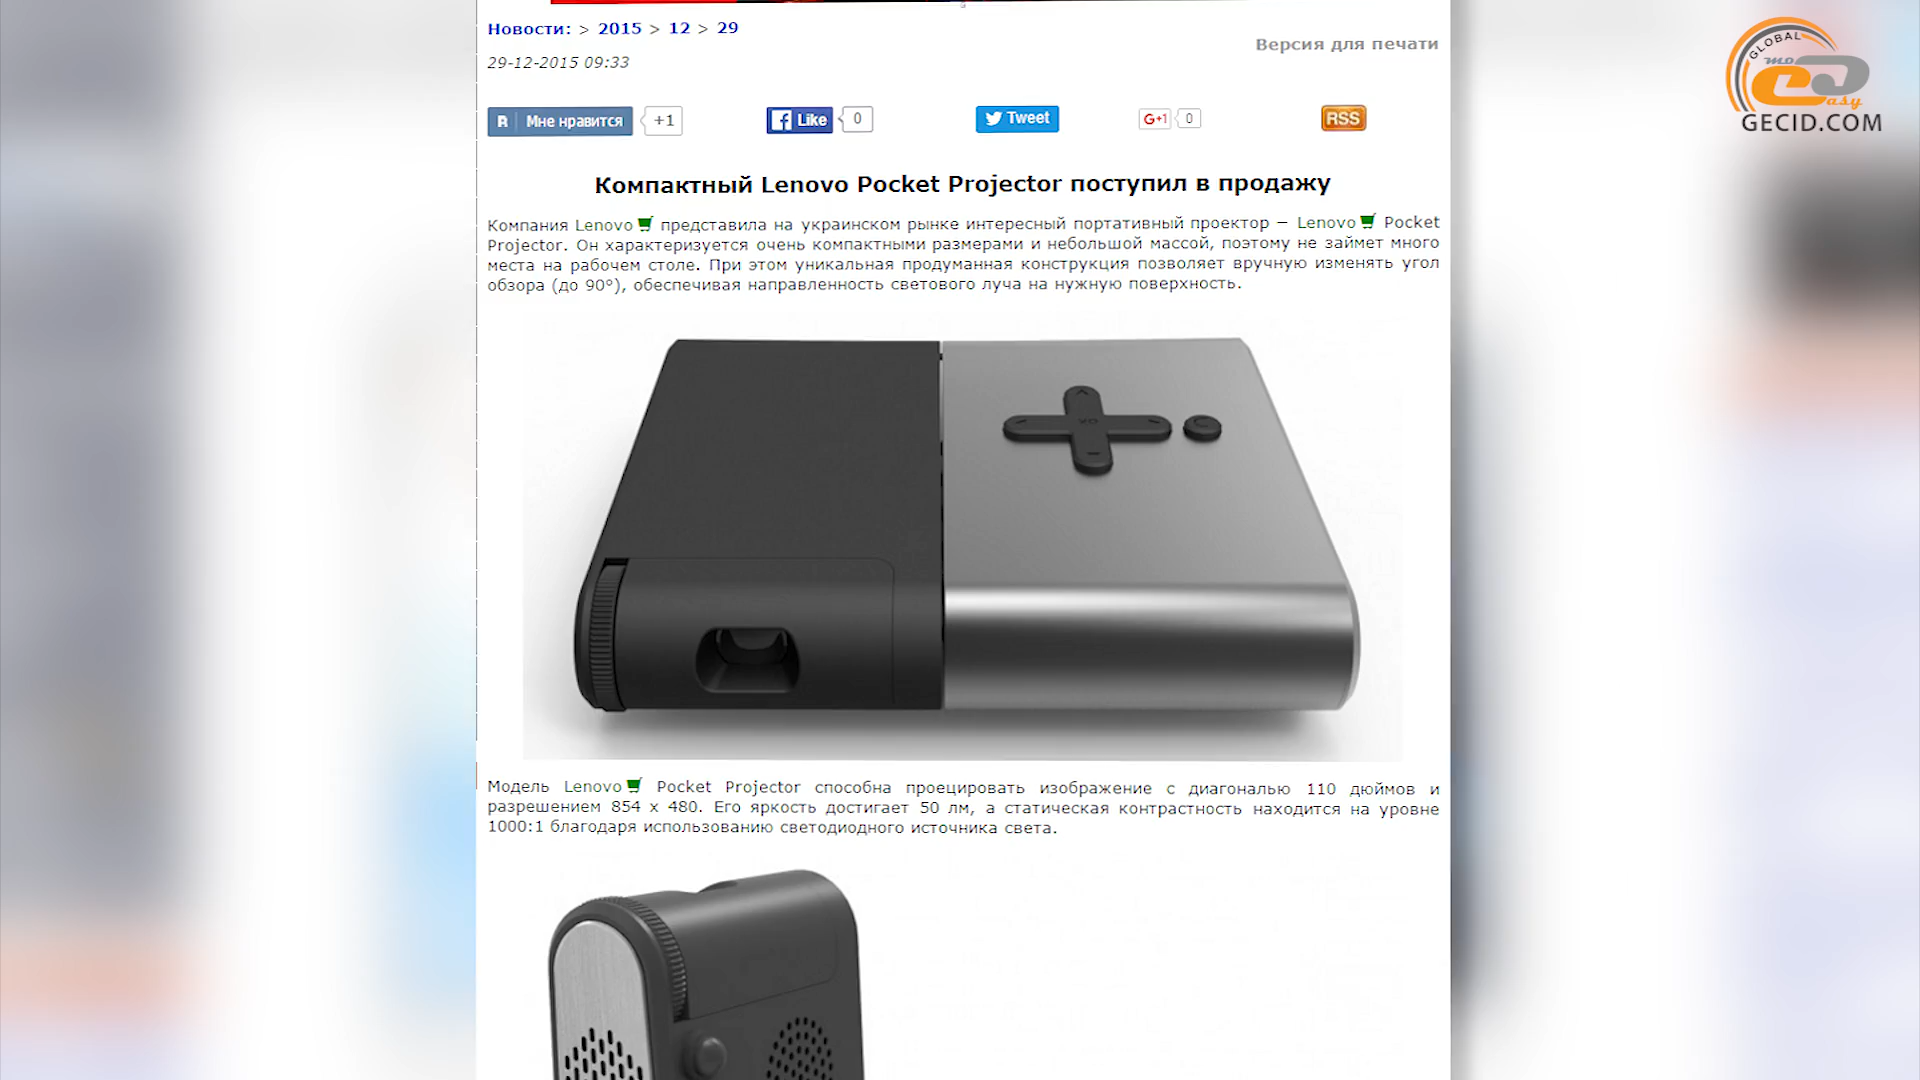 Новости: > 2015 > 12 > 29
Версия для печати
29-12-2015 09:33
Мне нравится +1
Like 0
Tweet
G+1 0
RSS
Компактный Lenovo Pocket Projector поступил в продажу
Компания Lenovo представила на украинском рынке интересный портативный проектор – Lenovo Pocket
Projector. Он характеризуется очень компактными размерами и небольшой массой, поэтому не займет много
места на рабочем столе. При этом уникальная продуманная конструкция позволяет вручную изменять угол
обзора (до 90°), обеспечивая направленность светового луча на нужную поверхность.
Модель Lenovo Pocket Projector способна проецировать изображение с диагональю 110 дюймов и
разрешением 854 x 480. Его яркость достигает 50 лм, а статическая контрастность находится на уровне
1000:1 благодаря использованию светодиодного источника света.
GLOBAL
asy
GECID.COM